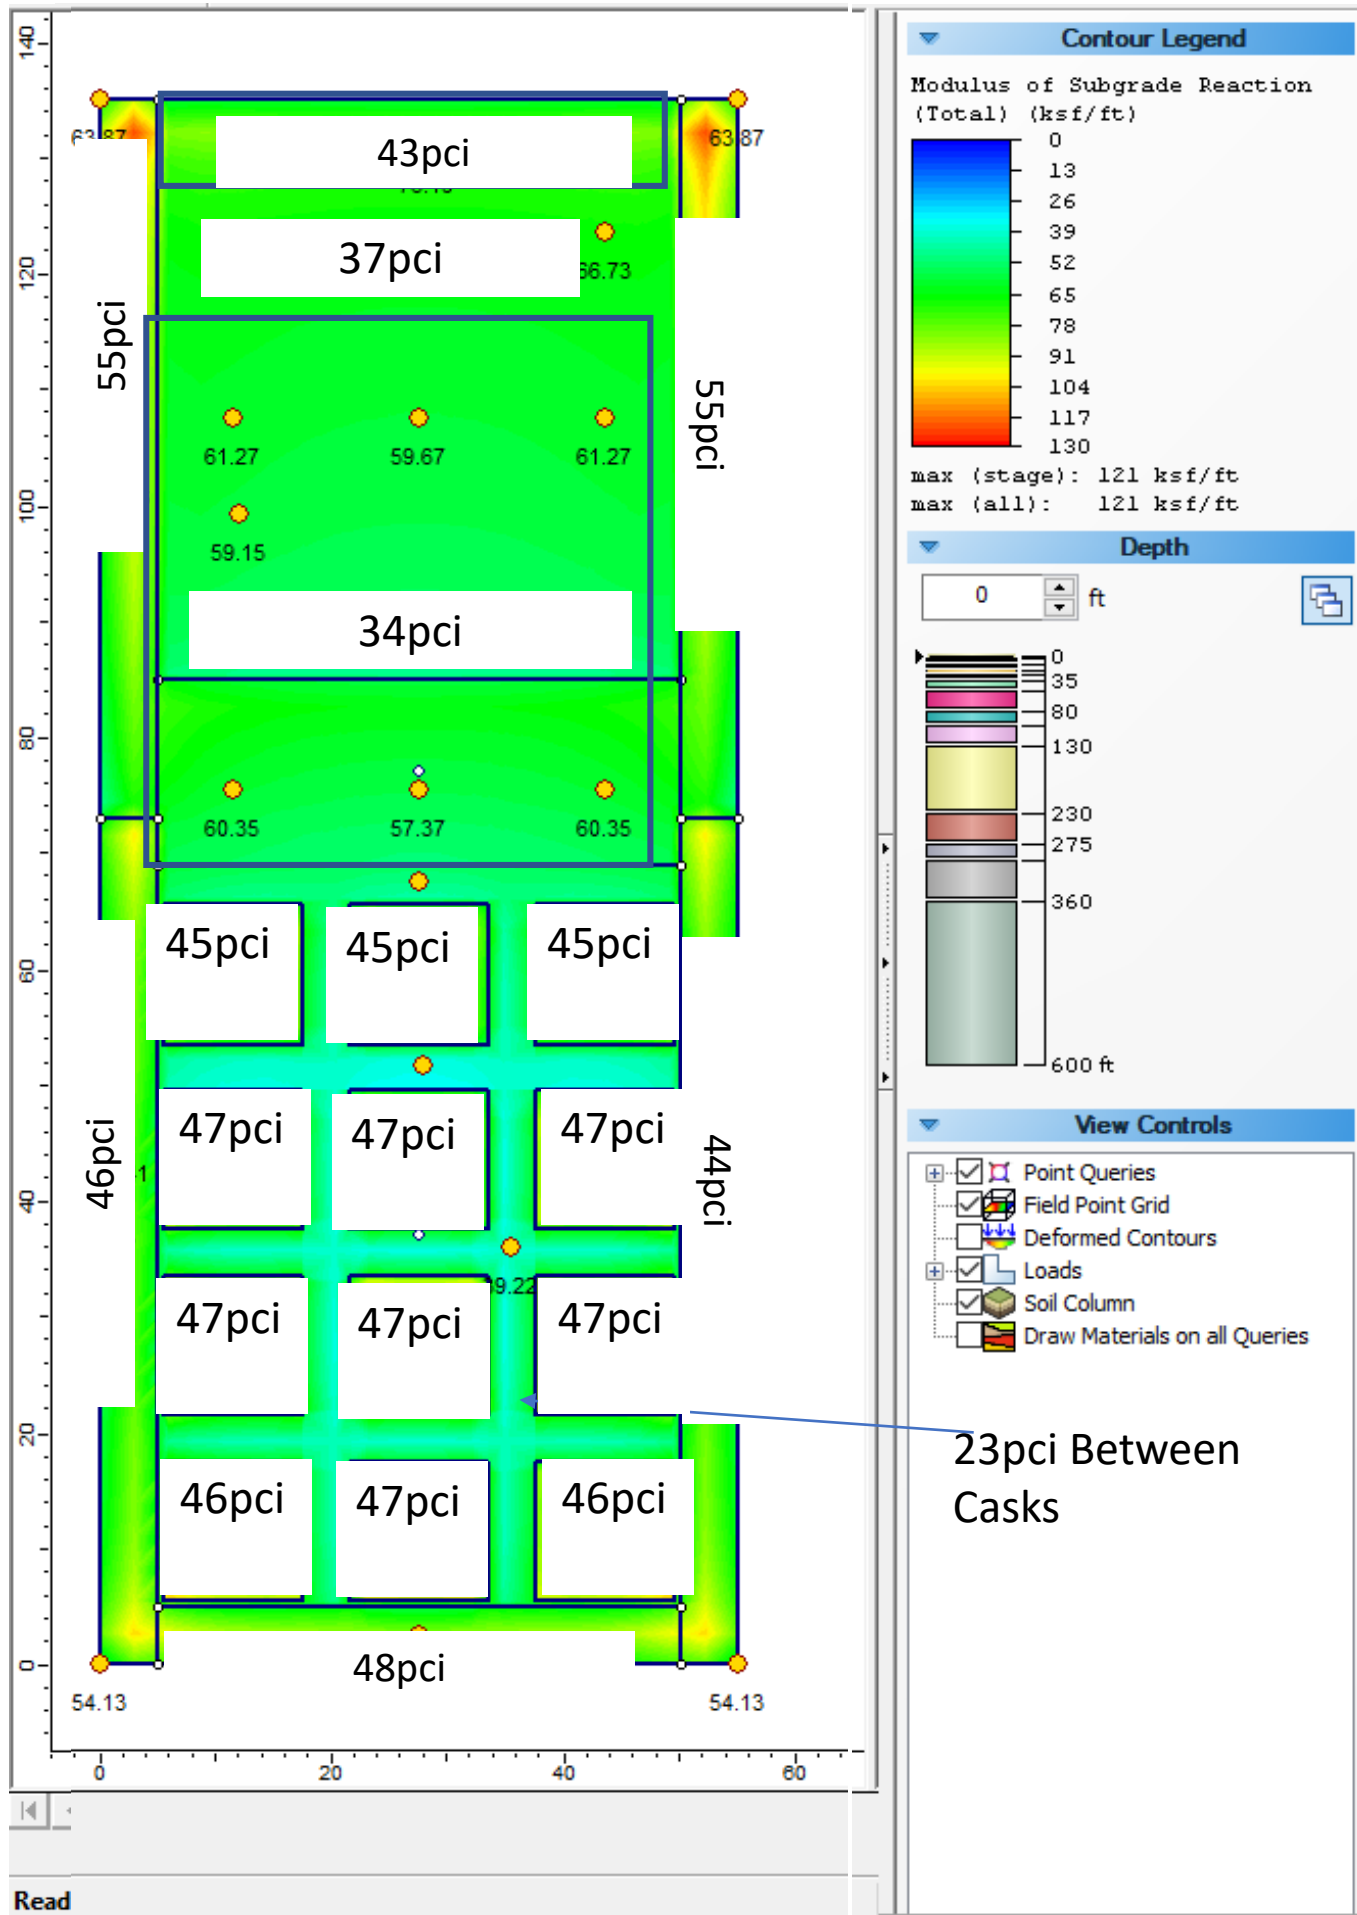 140
120
100
80
60
40
20
0
63.87
63.87
43pci
37pci
66.73
55pci
55pci
61.27
59.67
61.27
59.15
34pci
60.35
57.37
60.35
45pci
45pci
45pci
46pci
47pci
47pci
47pci
44pci
47pci
47pci
47pci
46pci
47pci
46pci
48pci
54.13
54.13
0
20
40
60
Read
Contour Legend
Modulus of Subgrade Reaction
(Total) (ksf/ft)
0
13
26
39
52
65
78
91
104
117
130
max (stage): 121 ksf/ft
max (all): 121 ksf/ft
Depth
0 ft
0
35
80
130
230
275
360
600 ft
View Controls
Point Queries
Field Point Grid
Deformed Contours
Loads
Soil Column
Draw Materials on all Queries
23pci Between
Casks